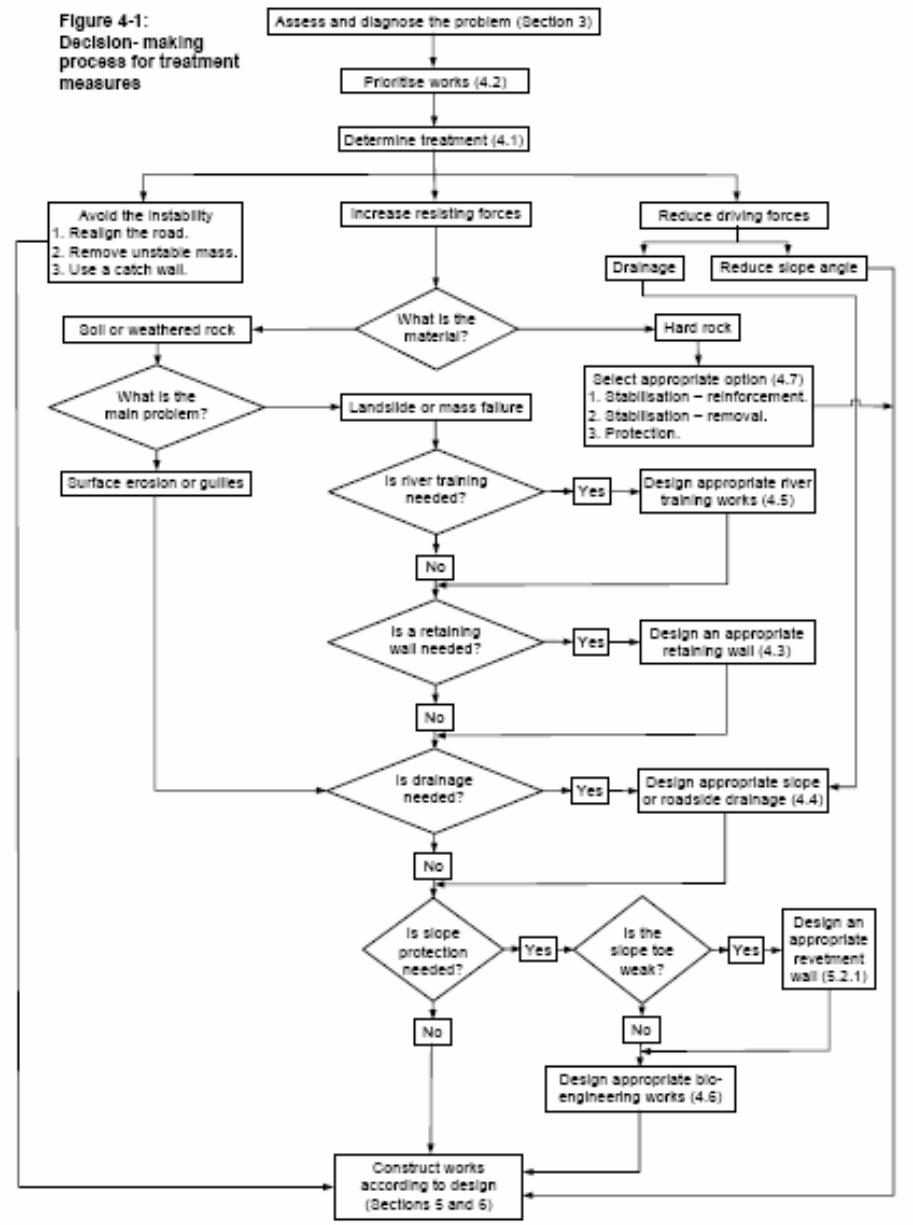 Figure 4-1:
Decision- making
process for treatment
measures
Assess and diagnose the problem (Section 3)
Prioritise works (4.2)
Determine treatment (4.1)
Avoid the instability
1. Realign the road.
2. Remove unstable mass.
3. Use a catch wall.
Increase resisting forces
Reduce driving forces
Drainage
Reduce slope angle
What is the
material?
Soil or weathered rock
Hard rock
What is the
main problem?
Landslide or mass failure
Select appropriate option (4.7)
1. Stabilisation – reinforcement.
2. Stabilisation – removal.
3. Protection.
Surface erosion or gullies
Is river training
needed?
Yes
Design appropriate river
training works (4.5)
No
Is a retaining
wall needed?
Yes
Design an appropriate
retaining wall (4.3)
No
Is drainage
needed?
Yes
Design appropriate slope
or roadside drainage (4.4)
No
Is slope
protection
needed?
Yes
Is the
slope toe
weak?
Yes
Design an
appropriate
revetment
wall (5.2.1)
No
No
Design appropriate bio-
engineering works (4.6)
Construct works
according to design
(Sections 5 and 6)